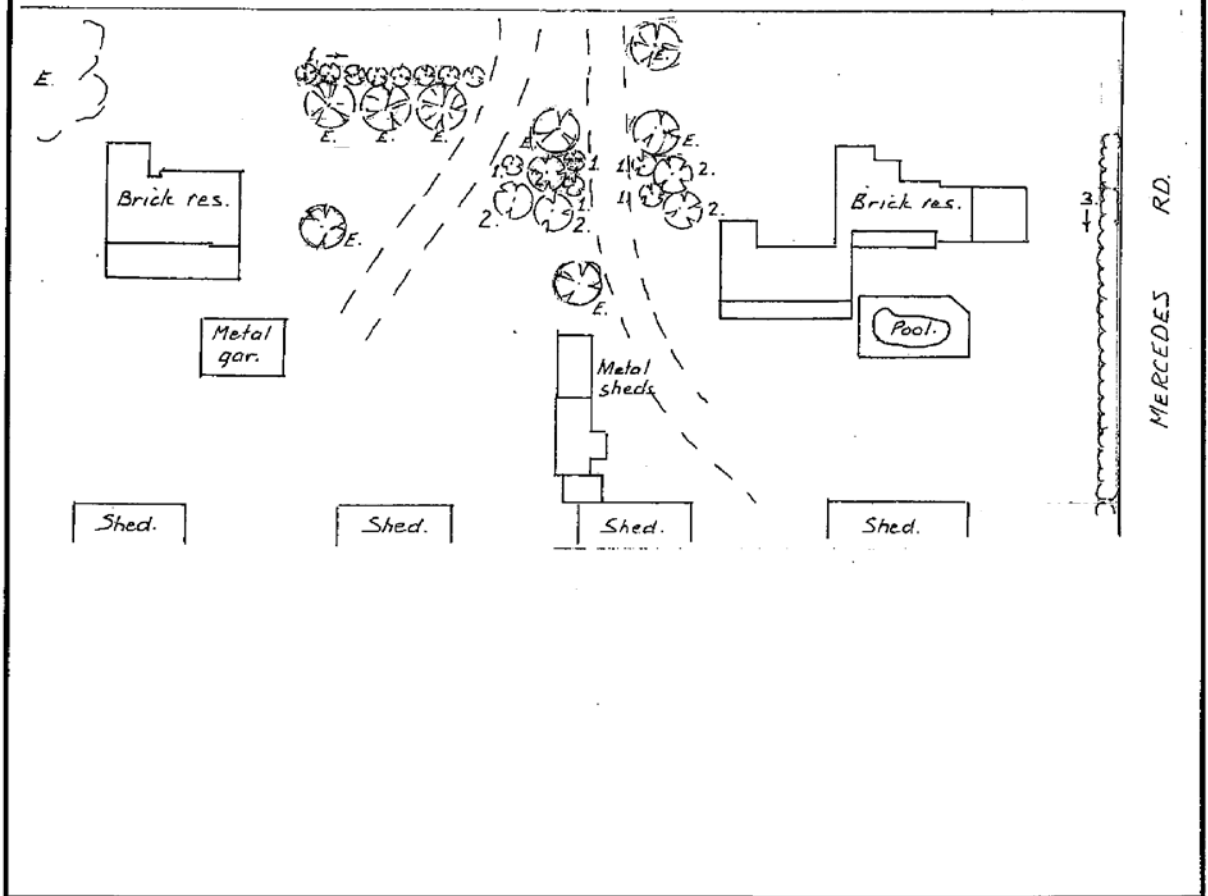 E.
1
E.
E.
E.
E.
E.
E.
1.
2.
1.
1.
2.
1.
1.
2.
2.
2.
E.
E.
Brick res.
Brick res.
3.
MERCEDES RD.
Metal
gar.
Pool.
Metal
sheds
Shed.
Shed.
Shed.
Shed.